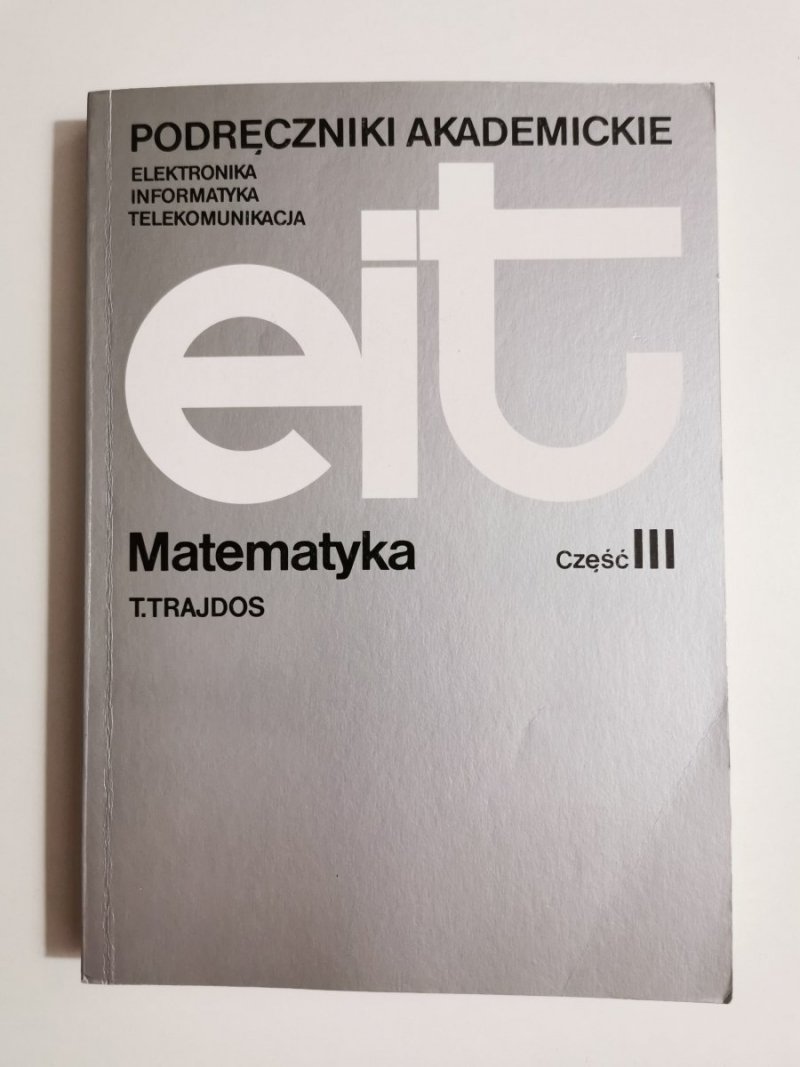 PODRĘCZNIKI AKADEMICKIE
ELEKTRONIKA
INFORMATYKA
TELEKOMUNIKACJA
eit
Matematyka Część III
T.TRAJDOS